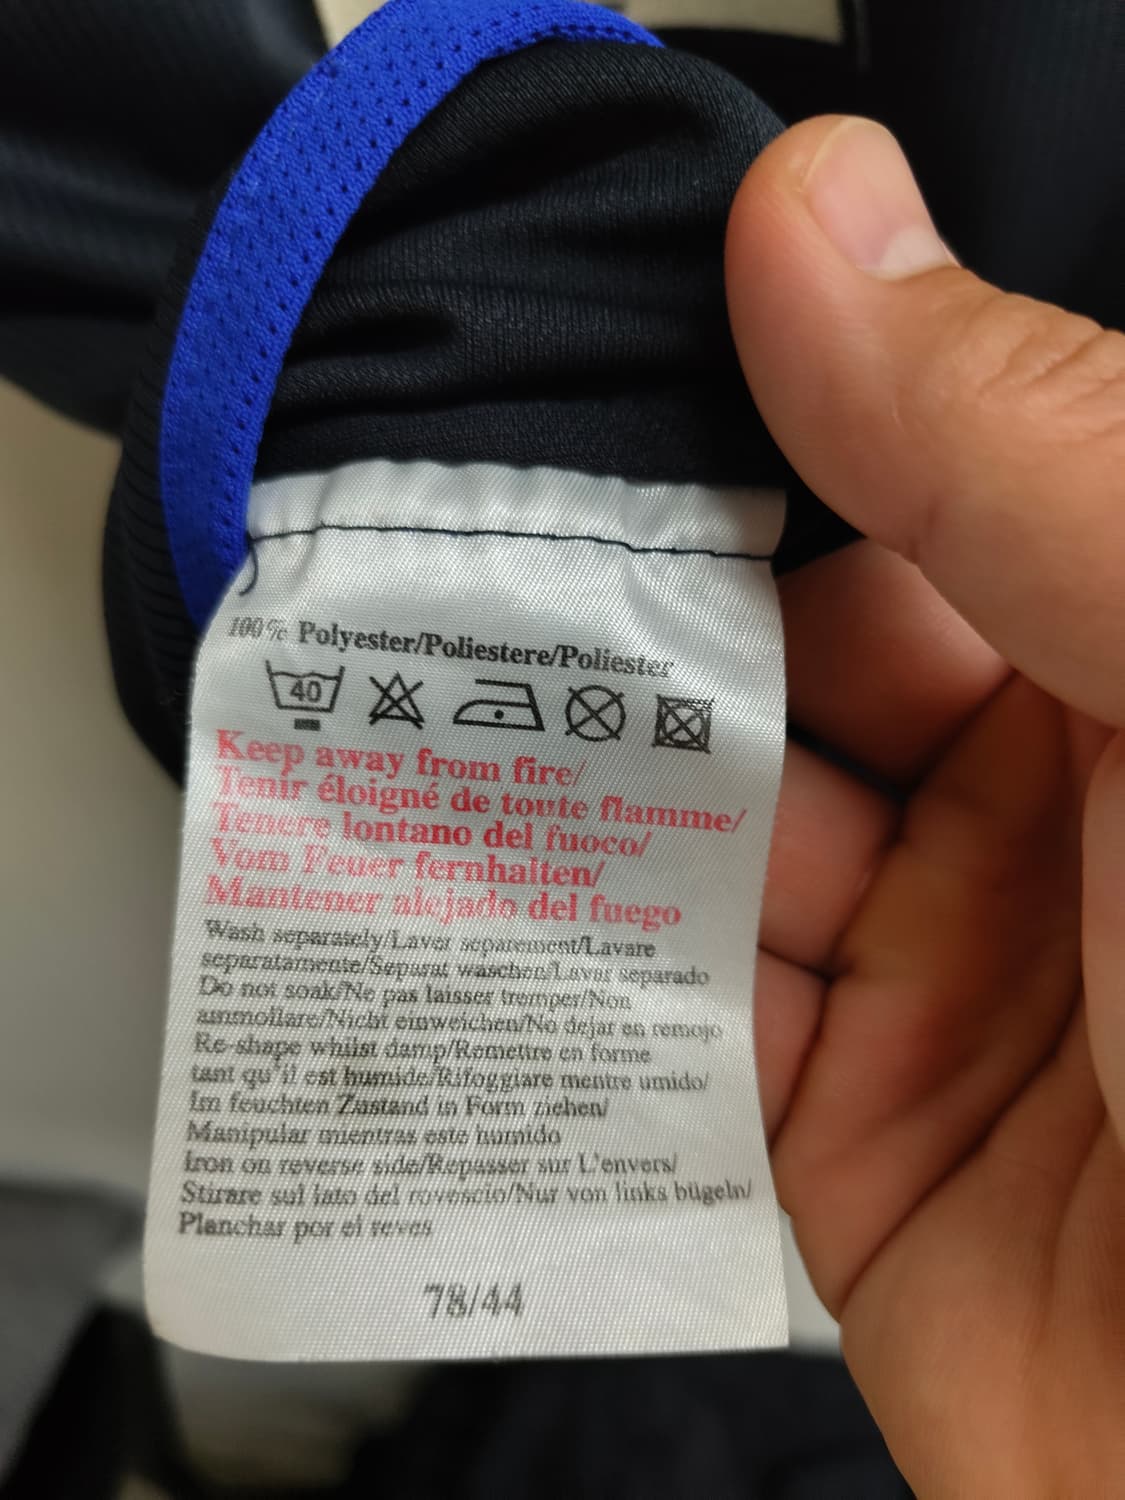 100% Polyester/Poliestere/Poliester
40
Keep away from fire/
Tenir éloigné de toute flamme/
Tenere lontano del fuoco/
Vom Feuer fernhalten/
Mantener alejado del fuego
Wash separately/Laver separement/Lavare
separatamente/Separat waschen/Lavar separado
Do not soak/Ne pas laisser tremper/Non
ammollare/Nicht einweichen/No dejar en remojo
Re-shape whilst damp/Remettre en forme
tant qu'il est humide/Rifoggiare mentre umido/
Im feuchten Zustand in Form ziehen/
Manipular mientras este humido
Iron on reverse side/Repasser sur L'envers/
Stirare sul lato del rovescio/Nur von links bügeln/
Planchar por el reves
78/44